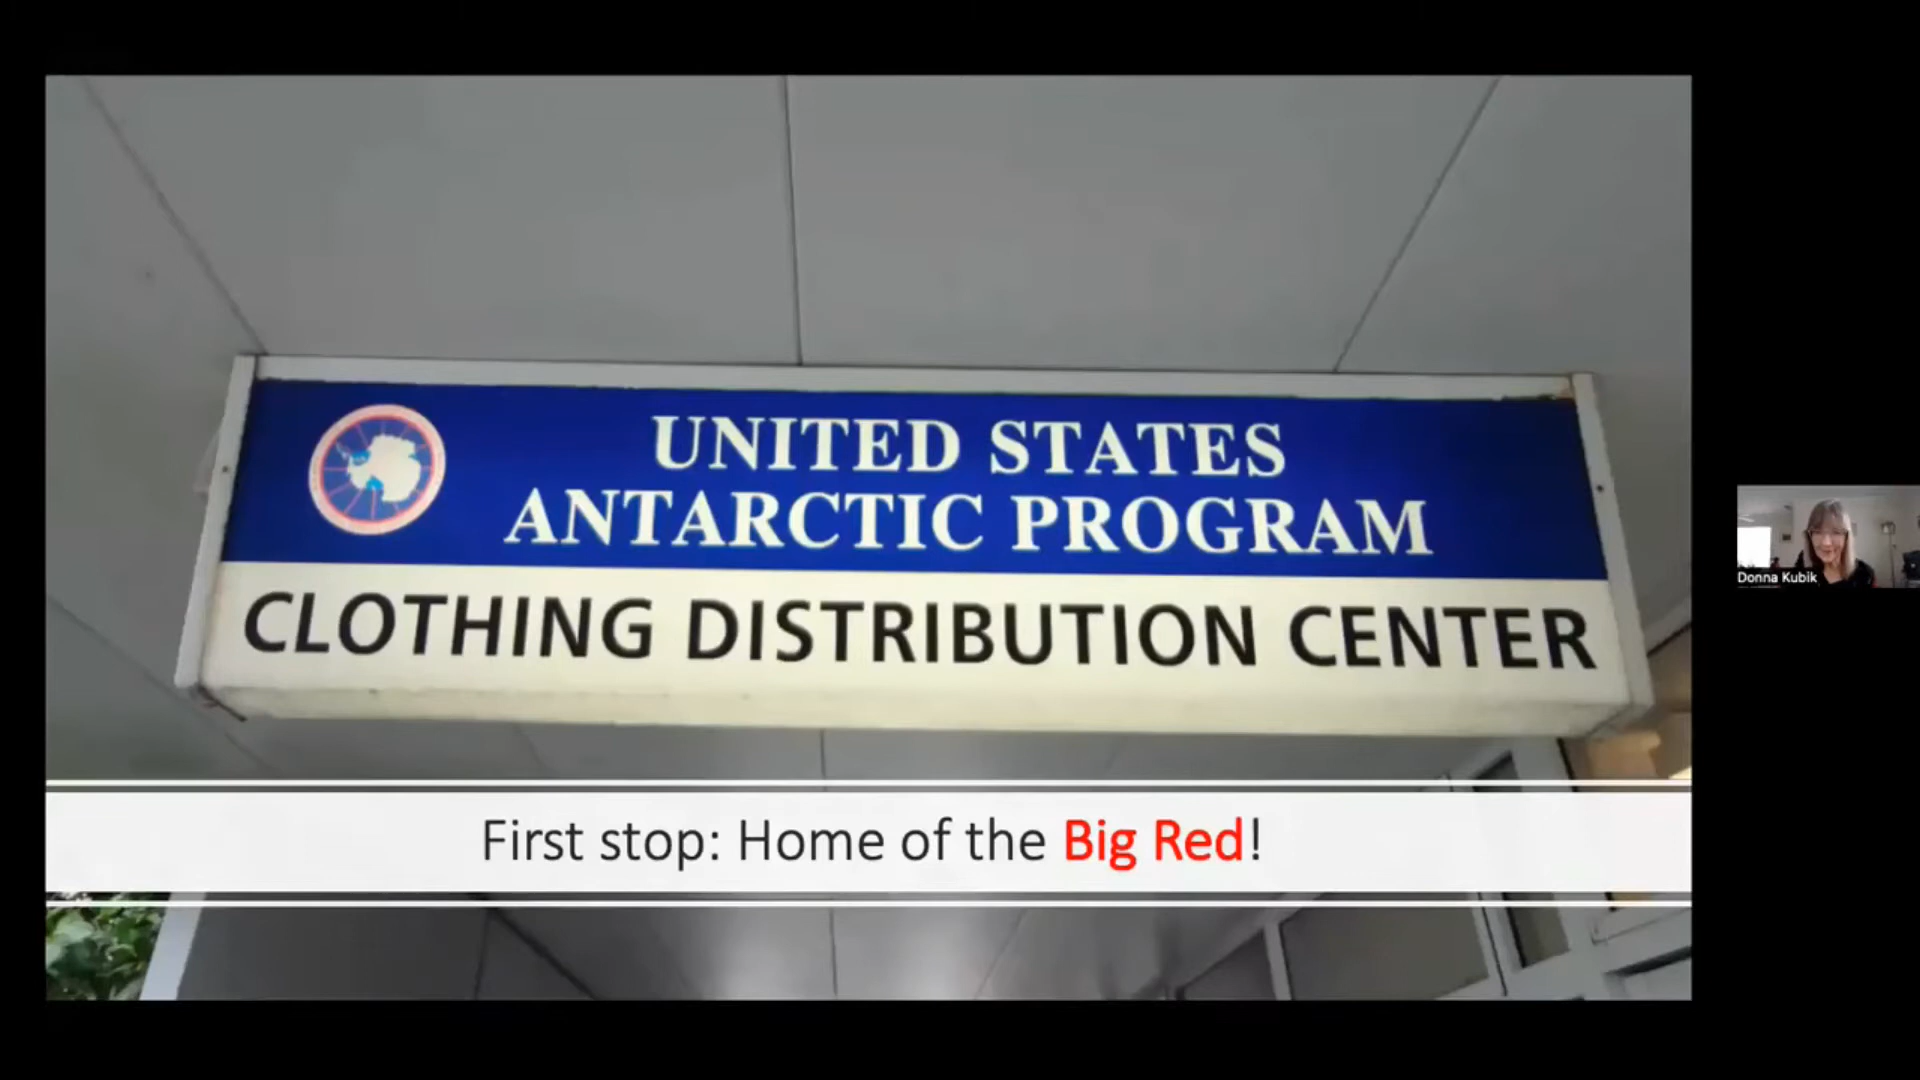 UNITED STATES
ANTARCTIC PROGRAM
CLOTHING DISTRIBUTION CENTER
First stop: Home of the Big Red!
Donna Kubik